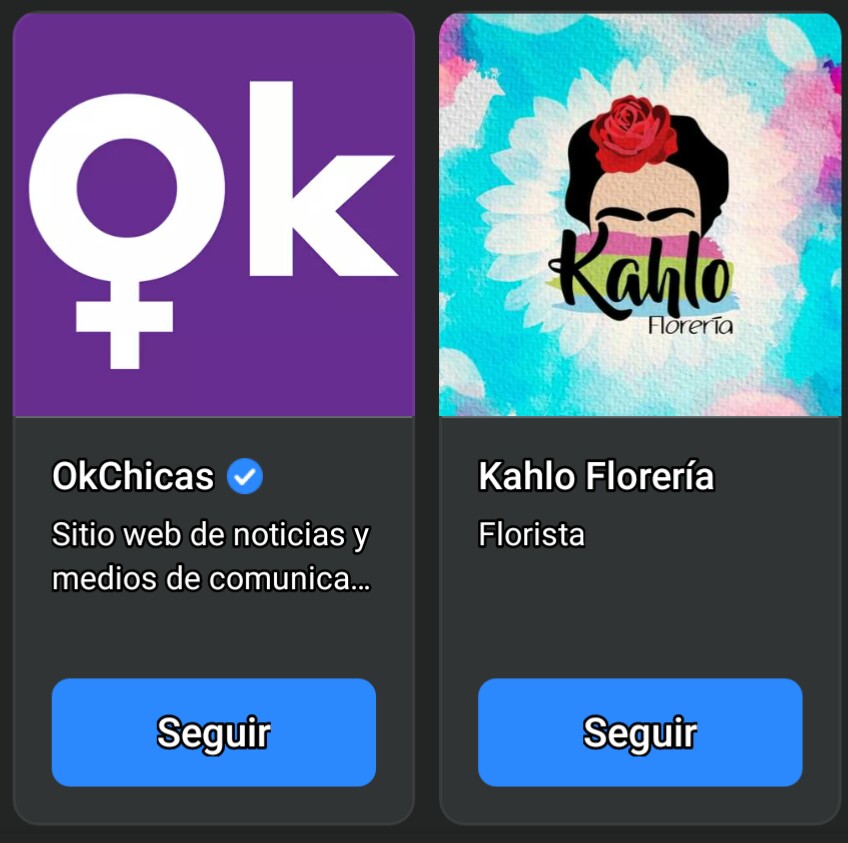 Ok
Kahlo
Florería
OkChicas
Sitio web de noticias y
medios de comunica...
Seguir
Kahlo Florería
Florista
Seguir